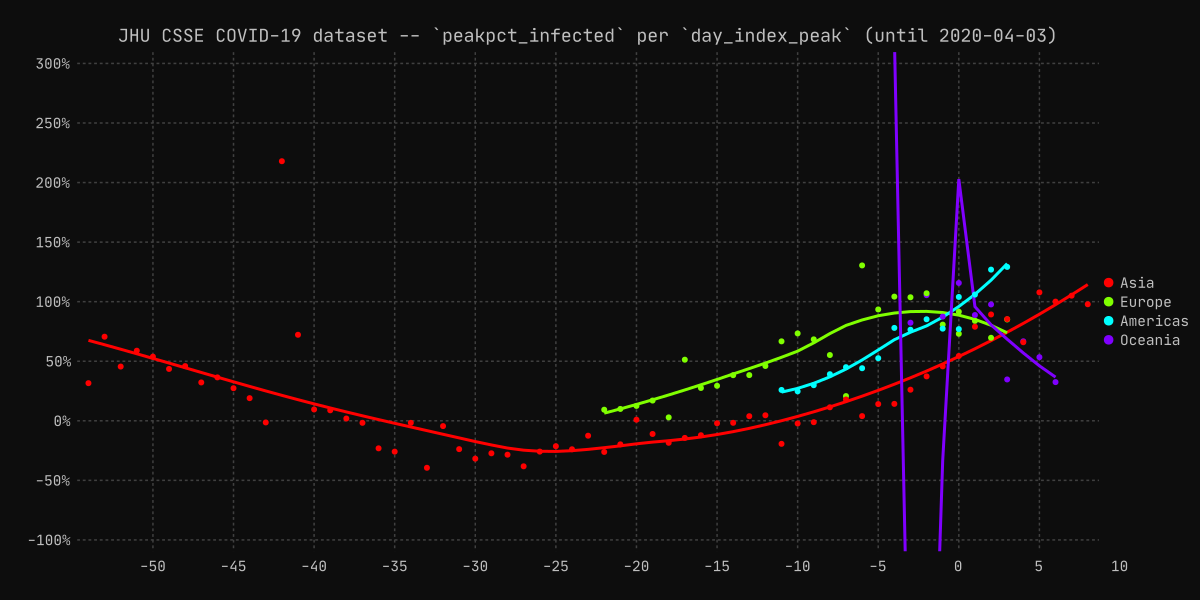 JHU CSSE COVID-19 dataset -- `peakpct_infected` per `day_index_peak` (until 2020-04-03)
300%
250%
200%
150%
100%
50%
0%
-50%
-100%
Asia
Europe
Americas
Oceania
-50 -45 -40 -35 -30 -25 -20 -15 -10 -5 0 5 10